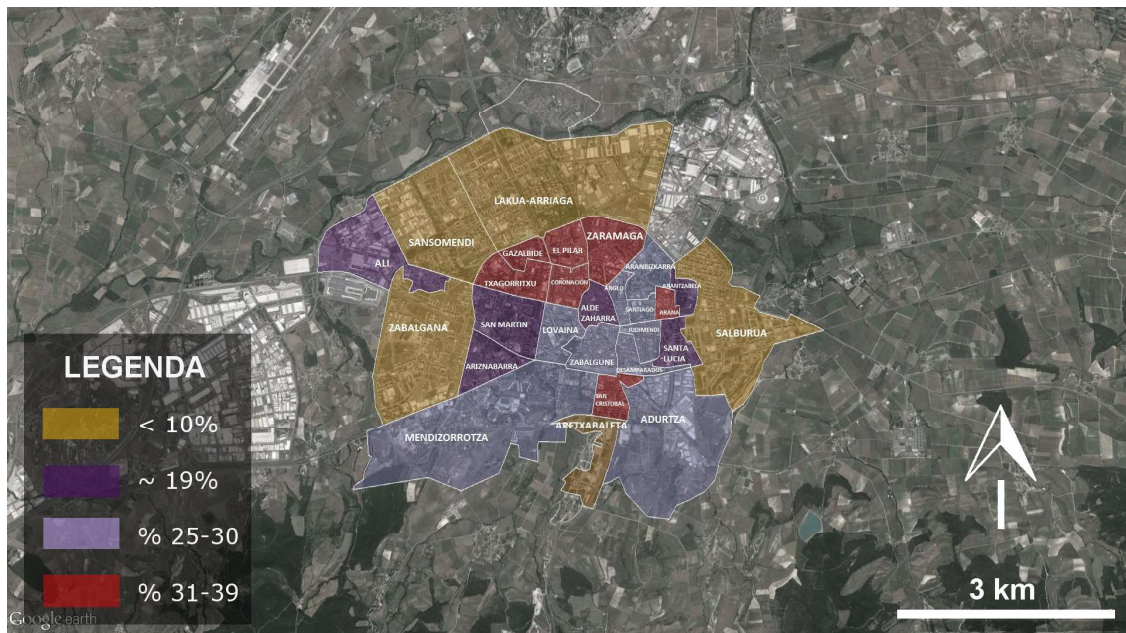 LAKUA-ARRIAGA
SANSOMENDI
ZARAMAGA
EL PILAR
GAZALBIDE
ALI
ARANBIZKARRA
TXAGORRITXU
CORONACIÓN
ANGLO
ARANTZABELA
ALDE
ZAHARRA
SANTIAGO
ARANA
ZABALGANA
SAN MARTIN
LOVAINA
JUDIMENDI
SALBURUA
SANTA
LUCIA
ARIZNABARRA
ZABALGUNE
DESAMPARADOS
SAN
CRISTOBAL
ARETXABALETA
ADURTZA
MENDIZORROTZA
LEGENDA
< 10%
~ 19%
% 25-30
% 31-39
3 km
Google earth